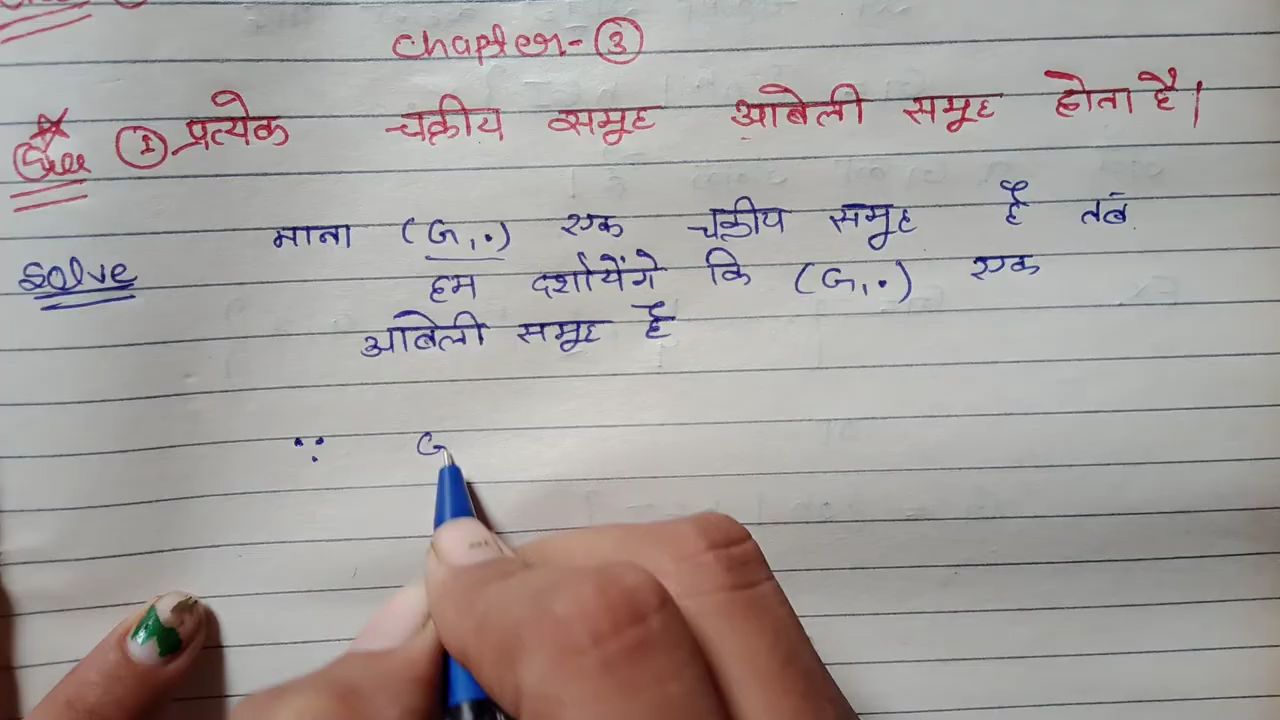 Chapter-③
Que ① प्रत्येक चक्रीय समूह आबेली समूह होता है।
solve माना (G,.) एक चक्रीय समूह है तब
हम दर्शायेंगे कि (G,.) एक
आबेली समूह है
∵ G